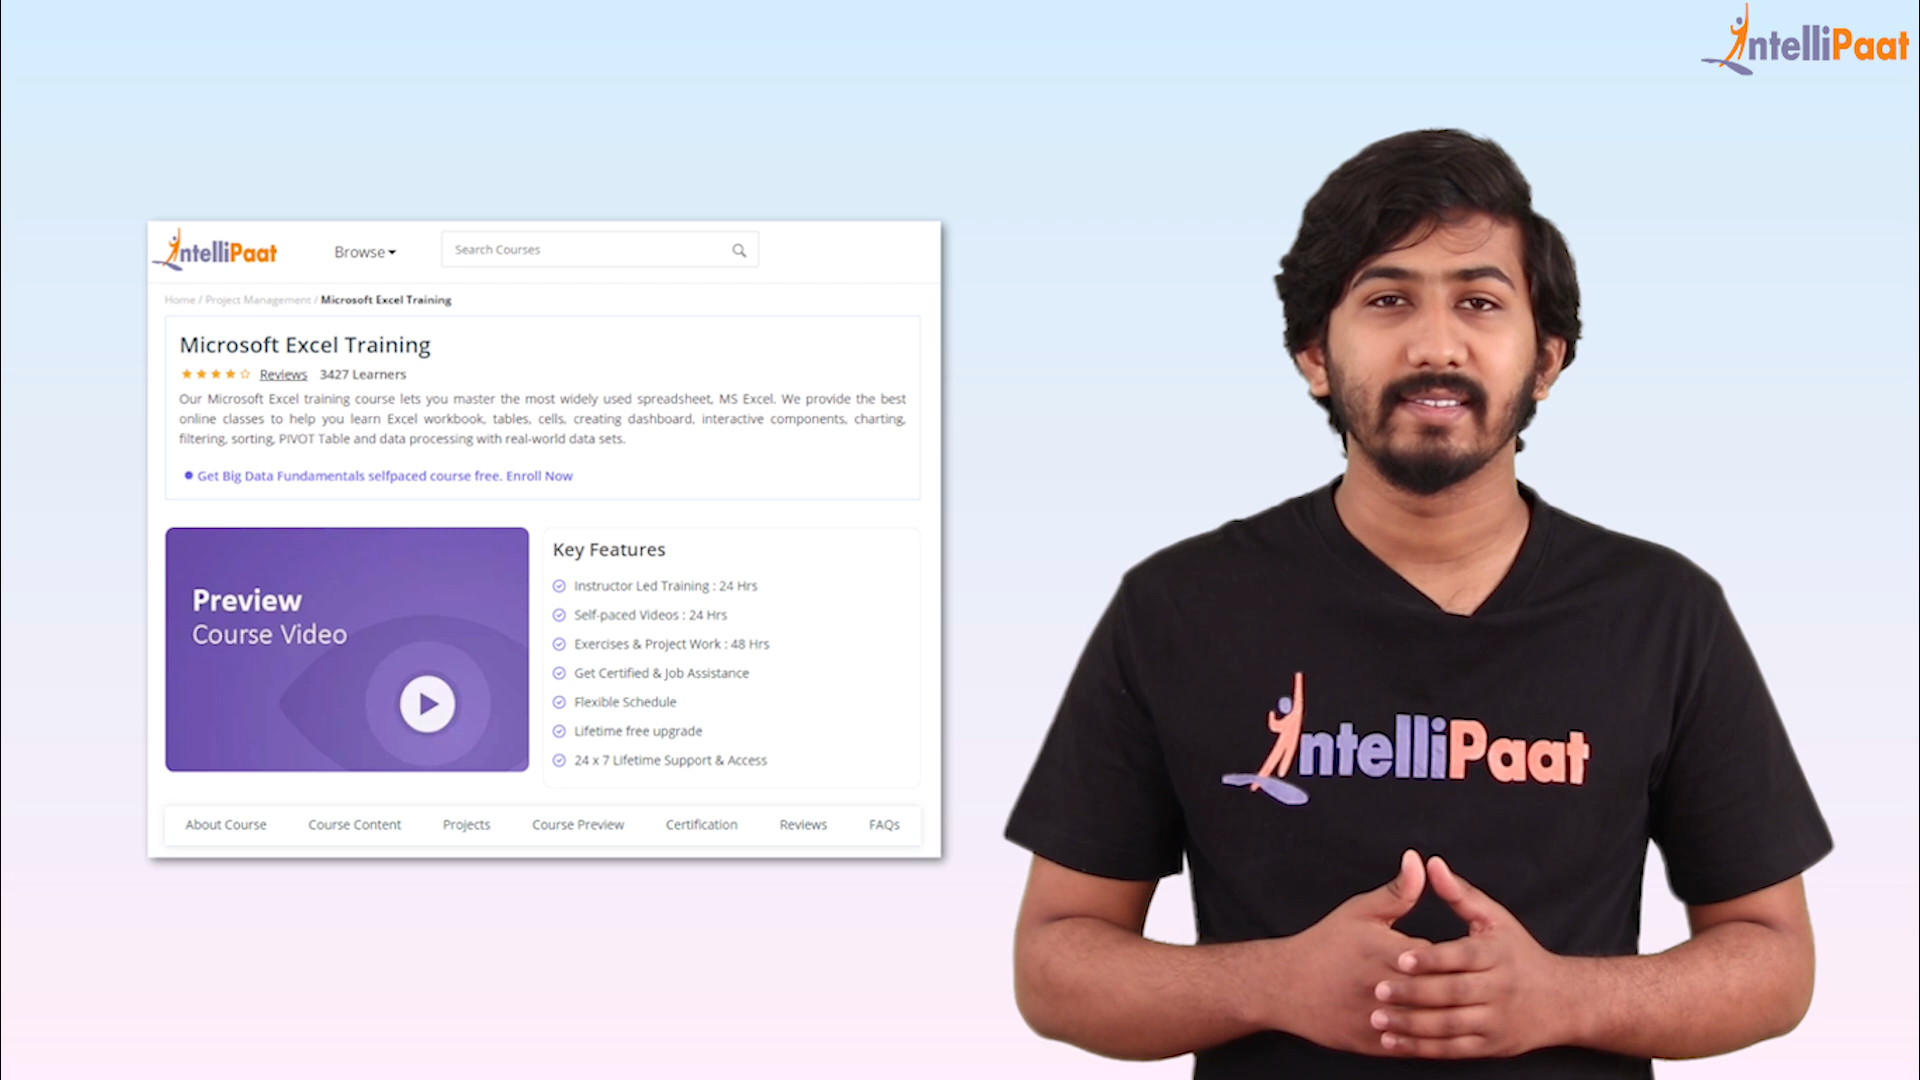 IntelliPaat
IntelliPaat
Browse
Search Courses
Home / Project Management / Microsoft Excel Training
Microsoft Excel Training
Reviews 3427 Learners
Our Microsoft Excel training course lets you master the most widely used spreadsheet, MS Excel. We provide the best
online classes to help you learn Excel workbook, tables, cells, creating dashboard, interactive components, charting,
filtering, sorting, PIVOT Table and data processing with real-world data sets.
Get Big Data Fundamentals selfpaced course free. Enroll Now
Preview
Course Video
Key Features
Instructor Led Training : 24 Hrs
Self-paced Videos : 24 Hrs
Exercises & Project Work : 48 Hrs
Get Certified & Job Assistance
Flexible Schedule
Lifetime free upgrade
24 x 7 Lifetime Support & Access
About Course Course Content Projects Course Preview Certification Reviews FAQs
IntelliPaat